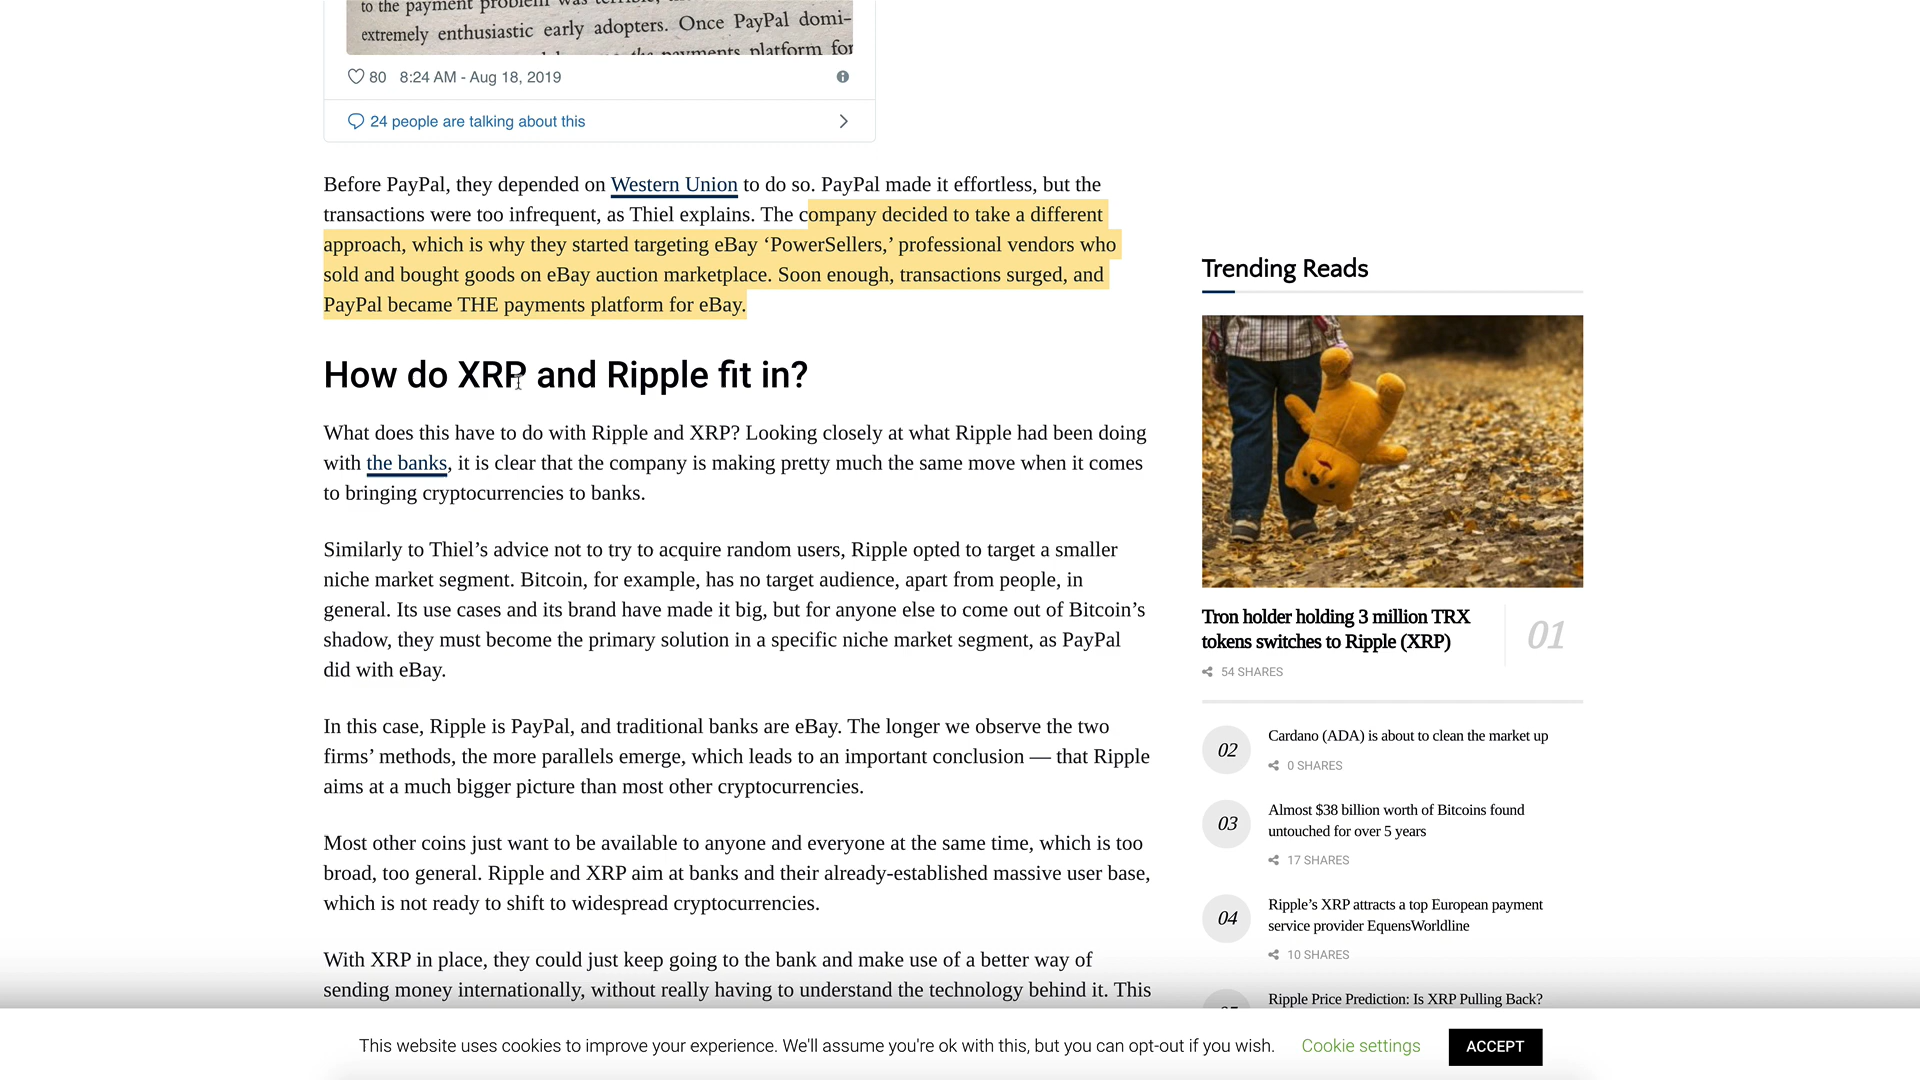 to the payment problem was terrible,
extremely enthusiastic early adopters. Once PayPal domi-
the payments platform for
80 8:24 AM - Aug 18, 2019
24 people are talking about this
Before PayPal, they depended on Western Union to do so. PayPal made it effortless, but the
transactions were too infrequent, as Thiel explains. The company decided to take a different
approach, which is why they started targeting eBay ‘PowerSellers,’ professional vendors who
sold and bought goods on eBay auction marketplace. Soon enough, transactions surged, and
PayPal became THE payments platform for eBay.
How do XRP and Ripple fit in?
What does this have to do with Ripple and XRP? Looking closely at what Ripple had been doing
with the banks, it is clear that the company is making pretty much the same move when it comes
to bringing cryptocurrencies to banks.
Similarly to Thiel’s advice not to try to acquire random users, Ripple opted to target a smaller
niche market segment. Bitcoin, for example, has no target audience, apart from people, in
general. Its use cases and its brand have made it big, but for anyone else to come out of Bitcoin’s
shadow, they must become the primary solution in a specific niche market segment, as PayPal
did with eBay.
In this case, Ripple is PayPal, and traditional banks are eBay. The longer we observe the two
firms’ methods, the more parallels emerge, which leads to an important conclusion — that Ripple
aims at a much bigger picture than most other cryptocurrencies.
Most other coins just want to be available to anyone and everyone at the same time, which is too
broad, too general. Ripple and XRP aim at banks and their already-established massive user base,
which is not ready to shift to widespread cryptocurrencies.
With XRP in place, they could just keep going to the bank and make use of a better way of
sending money internationally, without really having to understand the technology behind it. This
Trending Reads
Tron holder holding 3 million TRX
tokens switches to Ripple (XRP)
01
54 SHARES
02
Cardano (ADA) is about to clean the market up
0 SHARES
03
Almost $38 billion worth of Bitcoins found
untouched for over 5 years
17 SHARES
04
Ripple’s XRP attracts a top European payment
service provider EquensWorldline
10 SHARES
Ripple Price Prediction: Is XRP Pulling Back?
This website uses cookies to improve your experience. We'll assume you're ok with this, but you can opt-out if you wish.
Cookie settings
ACCEPT